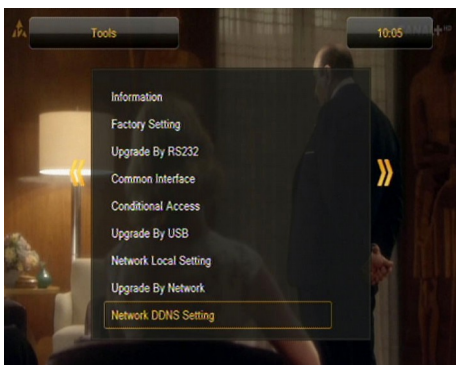 Tools
10:05
Information
Factory Setting
Upgrade By RS232
Common Interface
Conditional Access
Upgrade By USB
Network Local Setting
Upgrade By Network
Network DDNS Setting